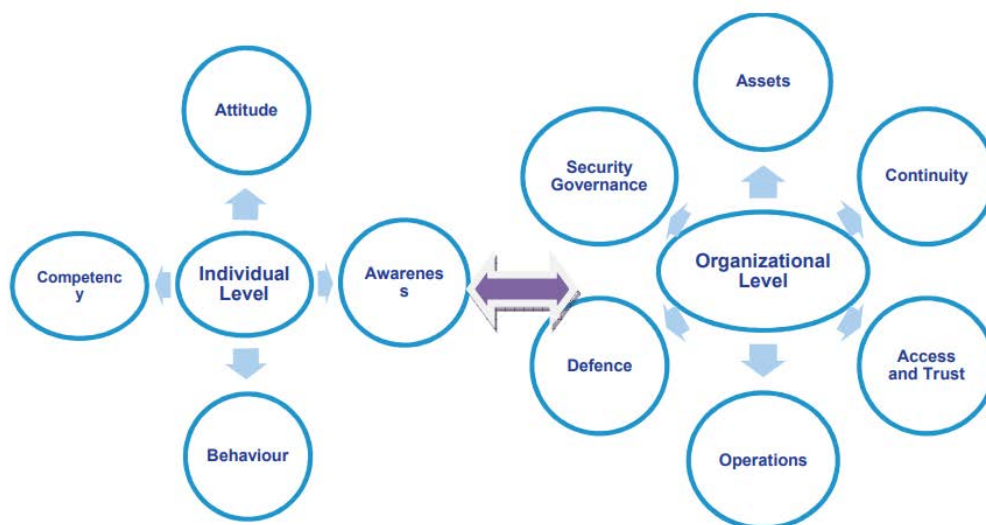 Attitude
Competenc
y
Individual
Level
Awarenes
s
Behaviour
Assets
Security
Governance
Continuity
Organizational
Level
Defence
Access
and Trust
Operations